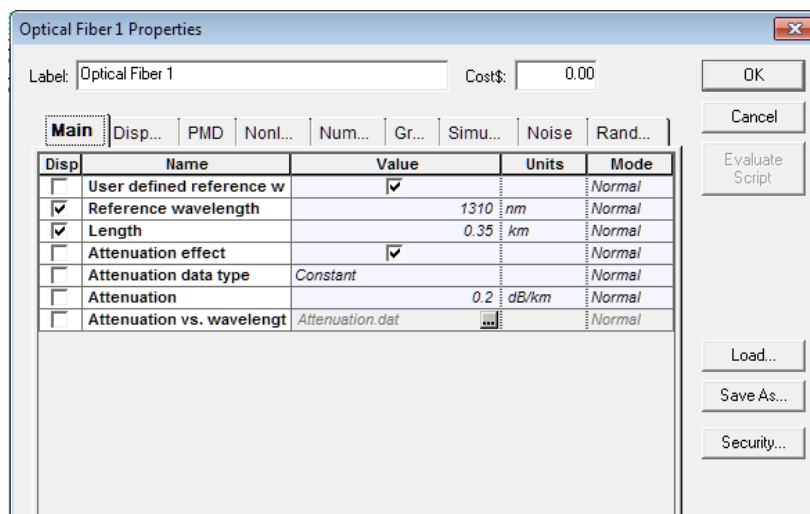 Optical Fiber 1 Properties
Label: Optical Fiber 1 Cost$: 0.00
OK
Cancel
Evaluate Script
Main Disp... PMD Nonl... Num... Gr... Simu... Noise Rand...
Disp Name Value Units Mode
User defined reference w Normal
Reference wavelength 1310 nm Normal
Length 0.35 km Normal
Attenuation effect Normal
Attenuation data type Constant Normal
Attenuation 0.2 dB/km Normal
Attenuation vs. wavelengt Attenuation.dat ... Normal
Load...
Save As...
Security...